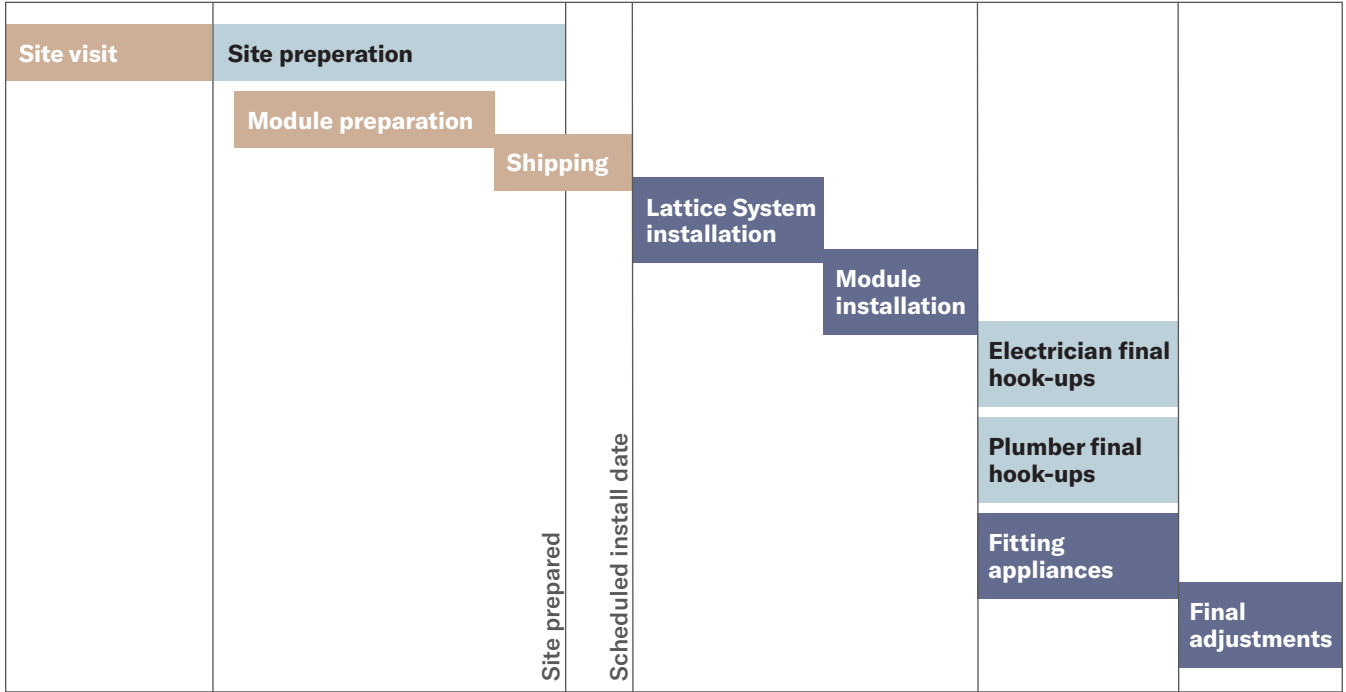 Site visit
Site preperation
Module preparation
Shipping
Lattice System
installation
Module
installation
Electrician final
hook-ups
Plumber final
hook-ups
Fitting
appliances
Final
adjustments
Site prepared
Scheduled install date